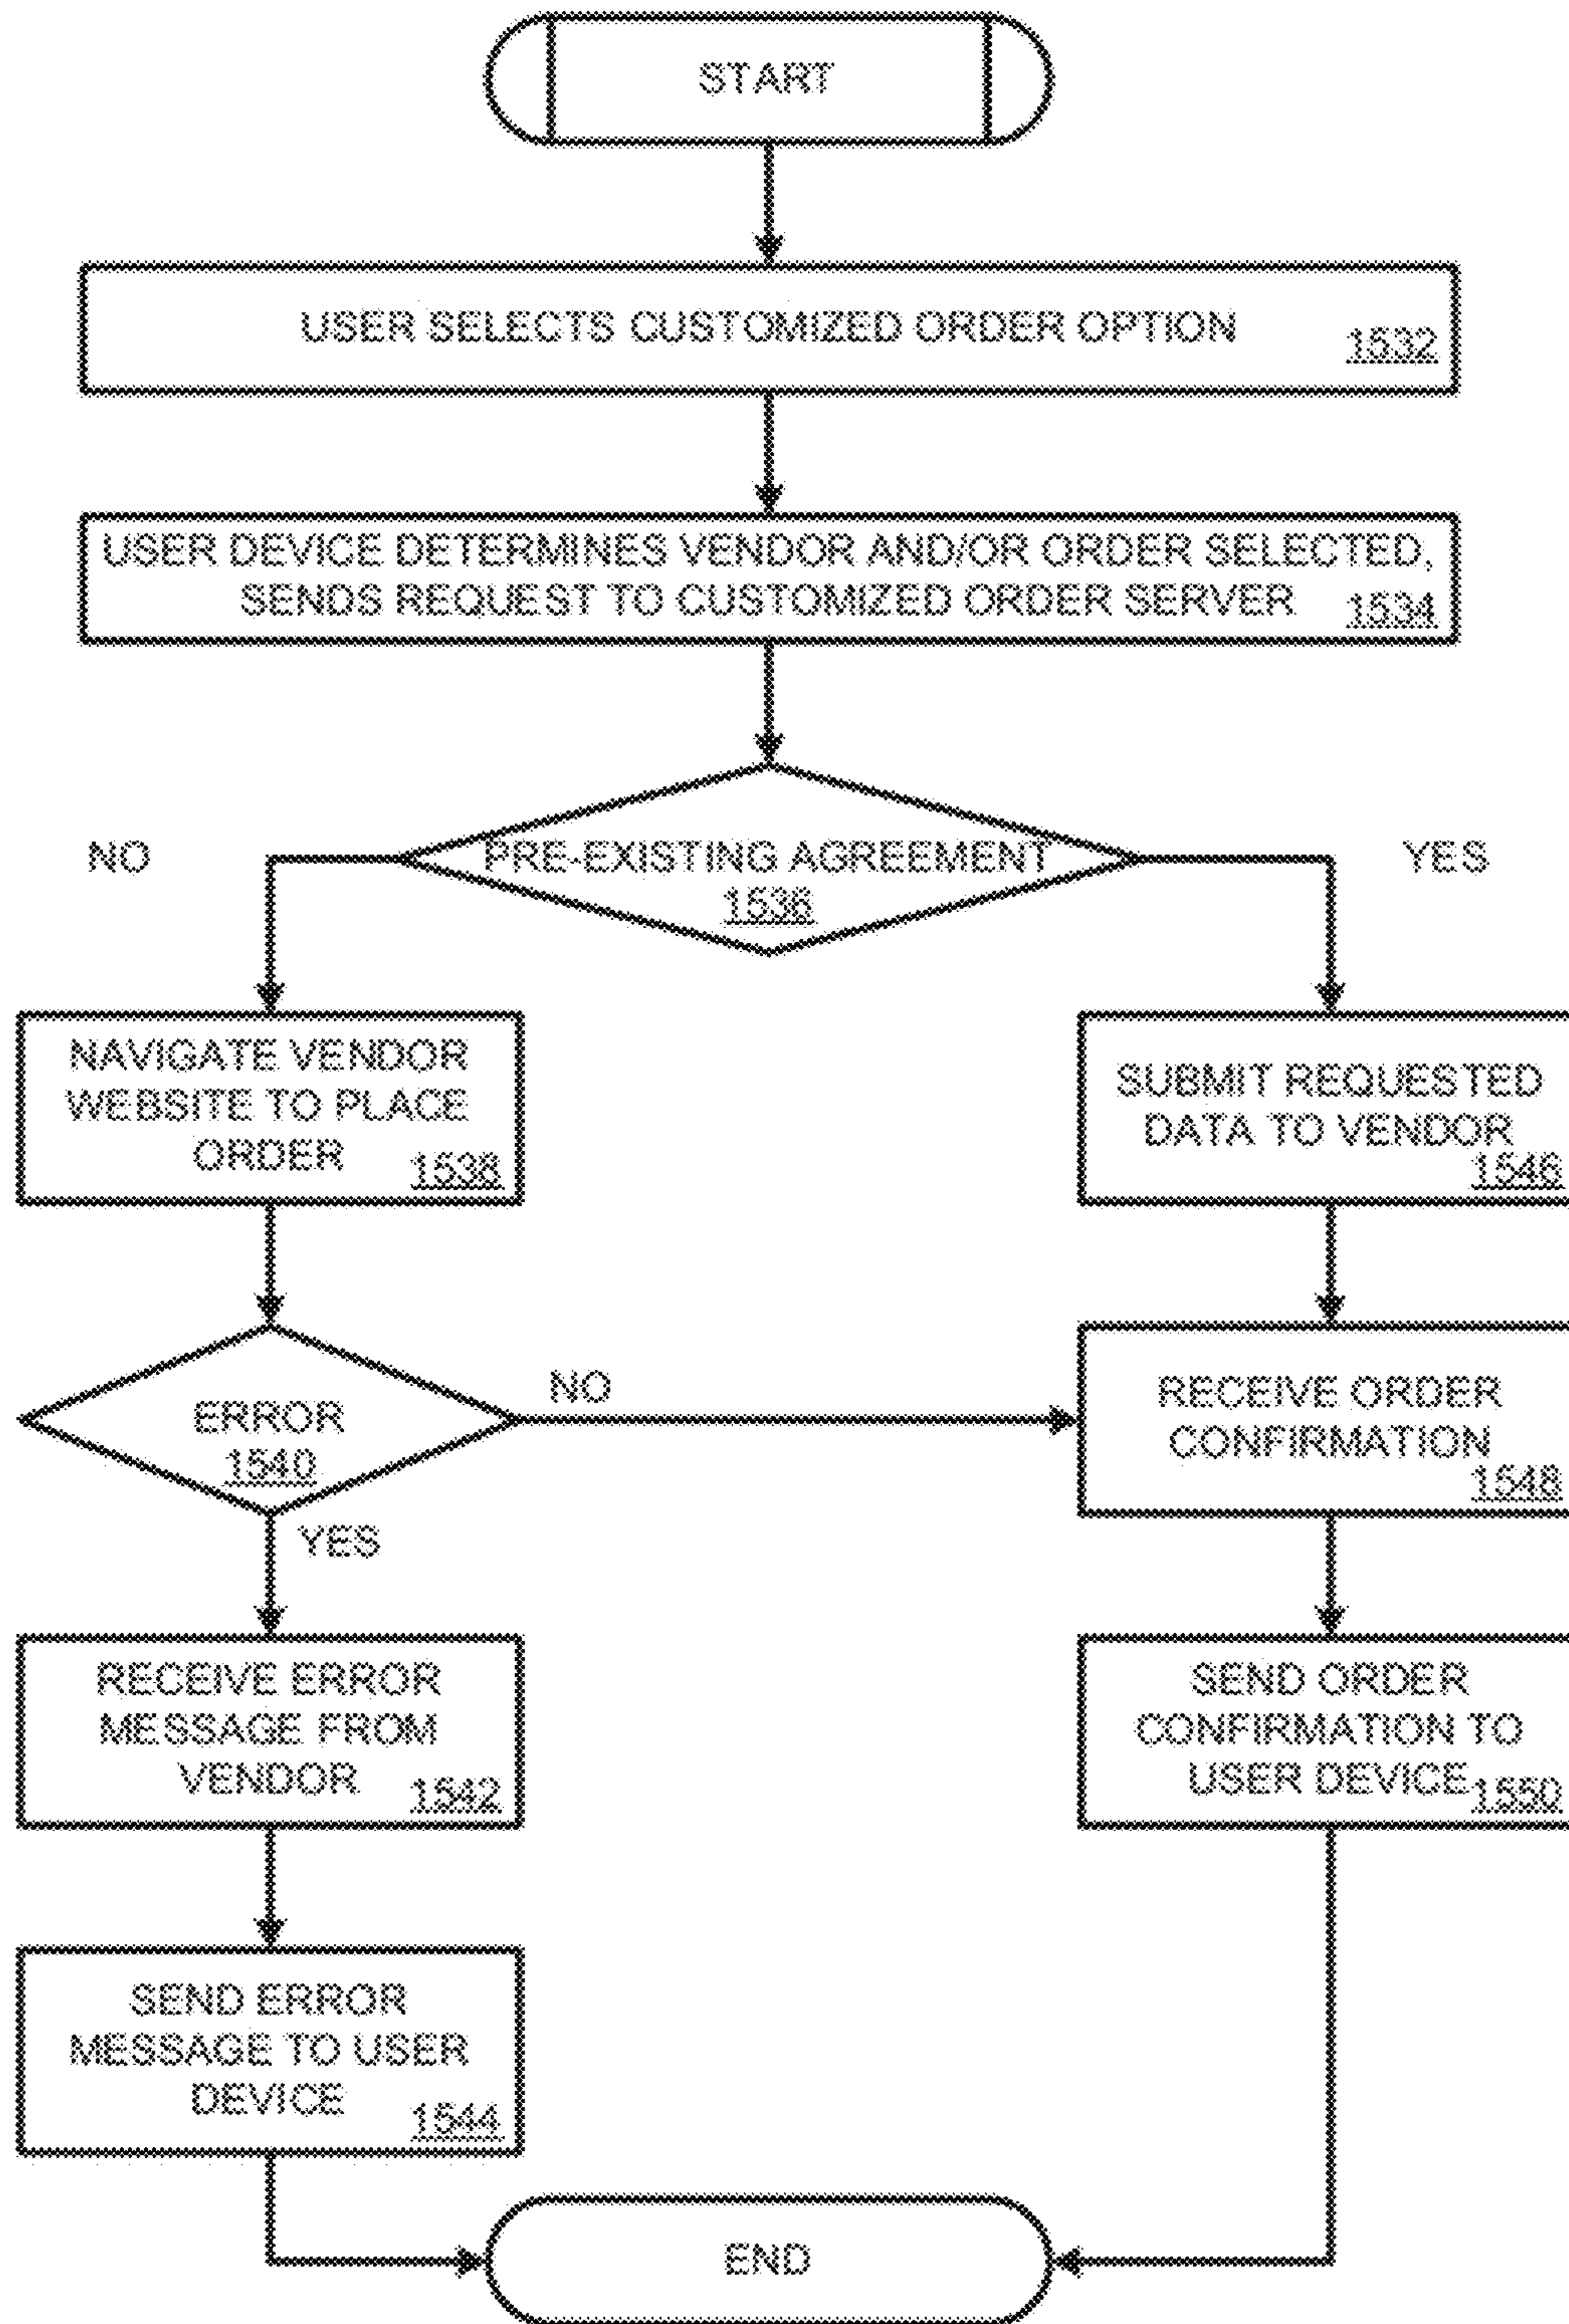 START
USER SELECTS CUSTOMIZED ORDER OPTION
1532
USER DEVICE DETERMINES VENDOR AND/OR ORDER SELECTED,
SENDS REQUEST TO CUSTOMIZED ORDER SERVER
1534
NO
PRE-EXISTING AGREEMENT
1536
YES
NAVIGATE VENDOR
WEBSITE TO PLACE
ORDER
1538
SUBMIT REQUESTED
DATA TO VENDOR
1546
ERROR
1540
NO
YES
RECEIVE ORDER
CONFIRMATION
1548
RECEIVE ERROR
MESSAGE FROM
VENDOR
1542
SEND ORDER
CONFIRMATION TO
USER DEVICE
1550
SEND ERROR
MESSAGE TO USER
DEVICE
1544
END